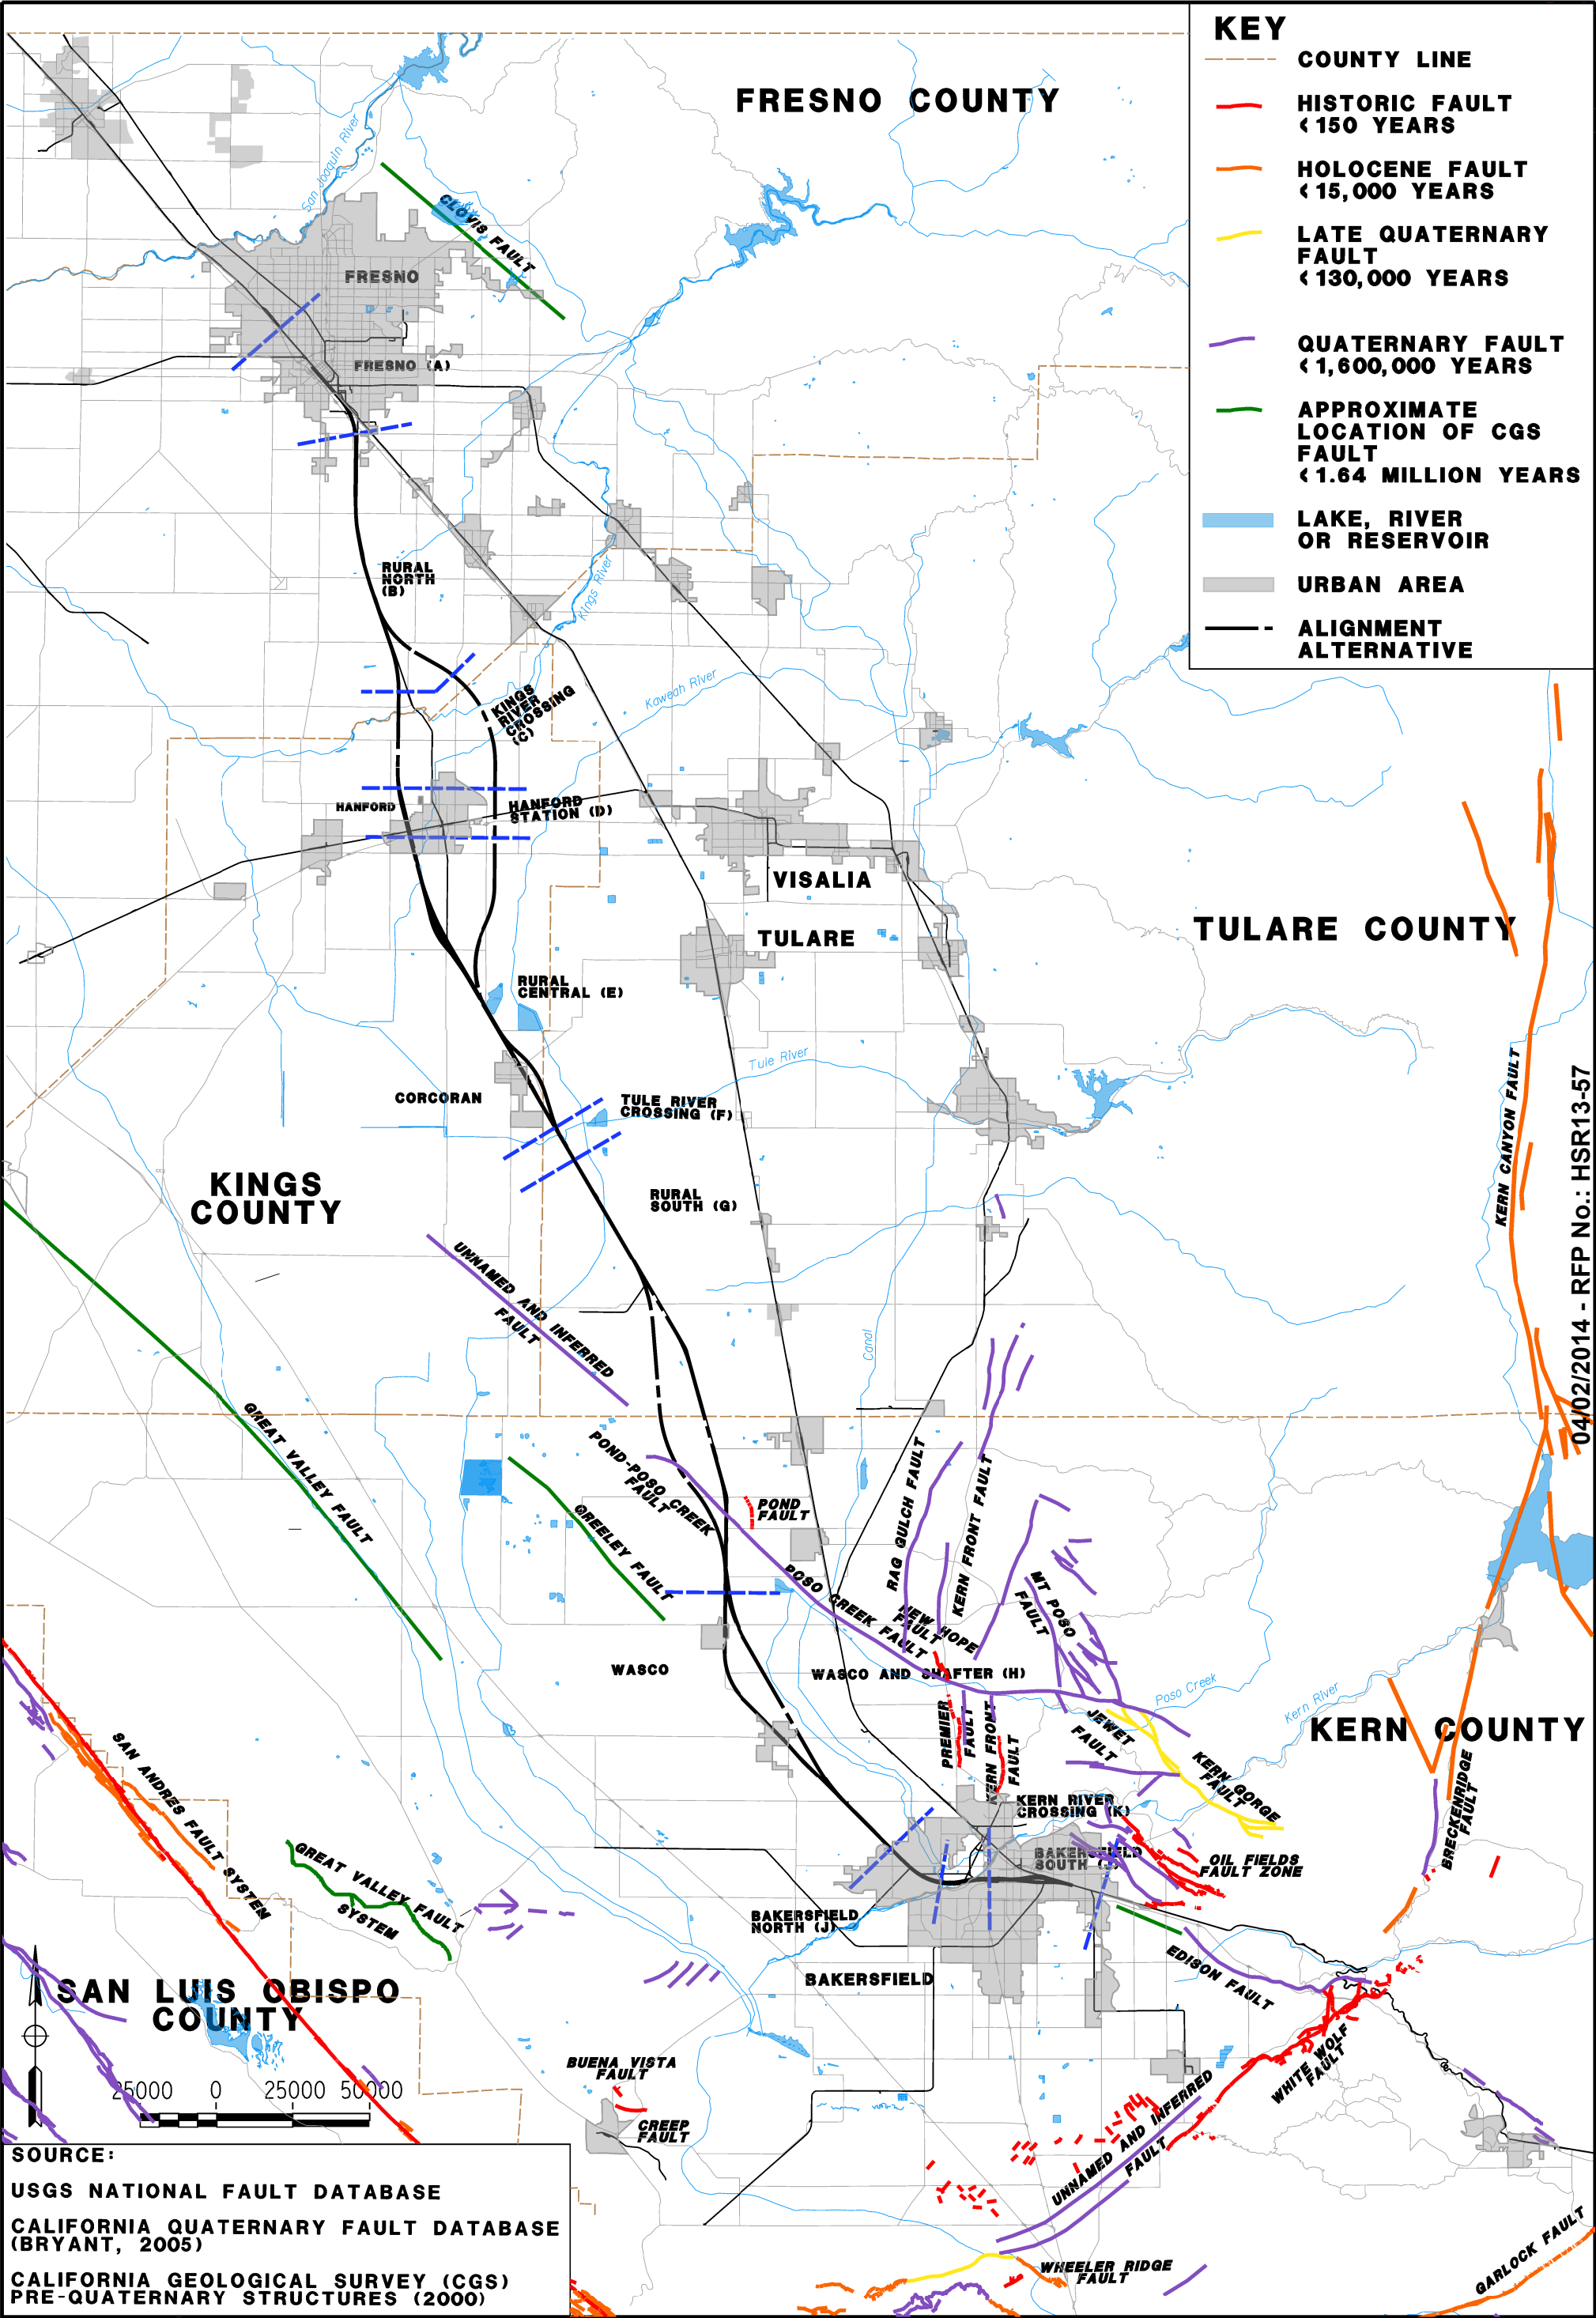 KEY
COUNTY LINE
HISTORIC FAULT
<150 YEARS
HOLOCENE FAULT
<15,000 YEARS
LATE QUATERNARY
FAULT
<130,000 YEARS
QUATERNARY FAULT
<1,600,000 YEARS
APPROXIMATE
LOCATION OF CGS
FAULT
<1.64 MILLION YEARS
LAKE, RIVER
OR RESERVOIR
URBAN AREA
ALIGNMENT
ALTERNATIVE
FRESNO COUNTY
San Joaquin River
CLOVIS FAULT
FRESNO
FRESNO (A)
RURAL
NORTH
(B)
Kings River
KINGS
RIVER
CROSSING
(C)
Kaweah River
HANFORD
HANFORD
STATION (D)
VISALIA
TULARE
TULARE COUNTY
RURAL
CENTRAL (E)
Tule River
CORCORAN
TULE RIVER
CROSSING (F)
KINGS
COUNTY
RURAL
SOUTH (G)
KERN CANYON FAULT
04/02/2014 - RFP No.: HSR13-57
UNNAMED AND INFERRED
FAULT
Canal
GREAT VALLEY FAULT
POND-POSO CREEK
FAULT
POND
FAULT
GREELEY FAULT
RAG GULCH FAULT
KERN FRONT FAULT
POSO CREEK FAULT
NEW HOPE
FAULT
MT POSO
FAULT
WASCO
WASCO AND SHAFTER (H)
Poso Creek
Kern River
KERN COUNTY
PREMIER
FAULT
KERN FRONT
FAULT
JEWET
FAULT
KERN GORGE
FAULT
BRECKENRIDGE
FAULT
SAN ANDRES FAULT SYSTEM
KERN RIVER
CROSSING (K)
BAKERSFIELD
SOUTH (J)
OIL FIELDS
FAULT ZONE
GREAT VALLEY FAULT
SYSTEM
BAKERSFIELD
NORTH (J)
BAKERSFIELD
EDISON FAULT
SAN LUIS OBISPO
COUNTY
WHITE WOLF
FAULT
BUENA VISTA
FAULT
CREEP
FAULT
UNNAMED AND INFERRED
FAULT
25000 0 25000 50000
WHEELER RIDGE
FAULT
GARLOCK FAULT
SOURCE:
USGS NATIONAL FAULT DATABASE
CALIFORNIA QUATERNARY FAULT DATABASE
(BRYANT, 2005)
CALIFORNIA GEOLOGICAL SURVEY (CGS)
PRE-QUATERNARY STRUCTURES (2000)